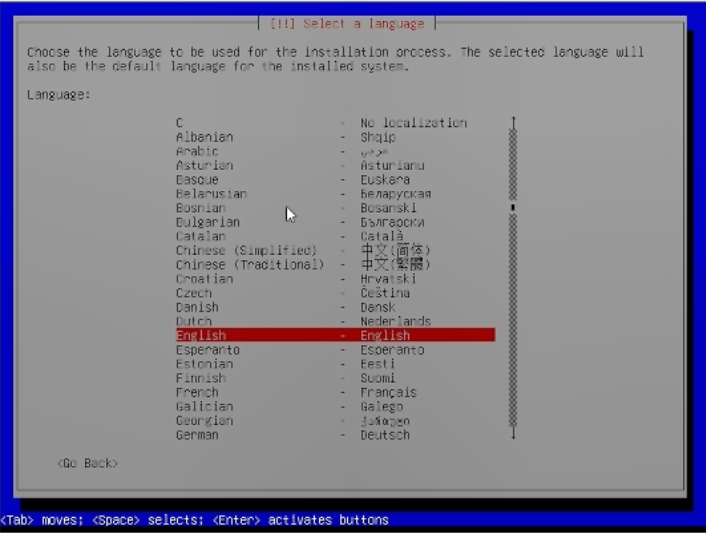 [!!] Select a language
Choose the language to be used for the installation process. The selected language will
also be the default language for the installed system.
Language:
C - No localization
Albanian - Shqip
Arabic - عربي
Asturian - Asturianu
Basque - Euskara
Belarusian - Беларуская
Bosnian - Bosanski
Bulgarian - Български
Catalan - Català
Chinese (Simplified) - 中文(简体)
Chinese (Traditional) - 中文(繁體)
Croatian - Hrvatski
Czech - Čeština
Danish - Dansk
Dutch - Nederlands
English - English
Esperanto - Esperanto
Estonian - Eesti
Finnish - Suomi
French - Français
Galician - Galego
Georgian - ქართული
German - Deutsch
<Go Back>
<Tab> moves; <Space> selects; <Enter> activates buttons